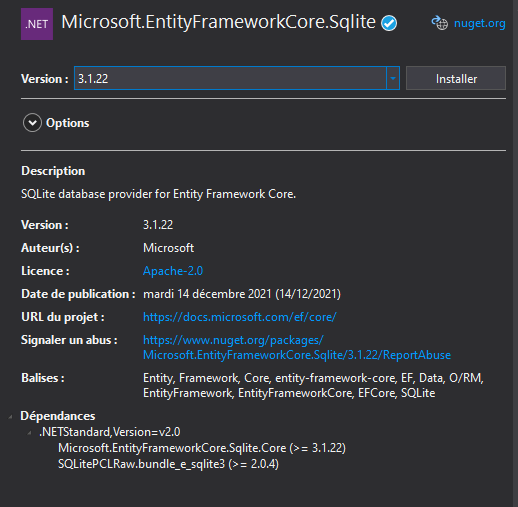 .NET
Microsoft.EntityFrameworkCore.Sqlite
nuget.org
Version :
3.1.22
Installer
Options
Description
SQLite database provider for Entity Framework Core.
Version : 3.1.22
Auteur(s) : Microsoft
Licence : Apache-2.0
Date de publication : mardi 14 décembre 2021 (14/12/2021)
URL du projet : https://docs.microsoft.com/ef/core/
Signaler un abus : https://www.nuget.org/packages/
Microsoft.EntityFrameworkCore.Sqlite/3.1.22/ReportAbuse
Balises : Entity, Framework, Core, entity-framework-core, EF, Data, O/RM,
EntityFramework, EntityFrameworkCore, EFCore, SQLite
Dépendances
.NETStandard,Version=v2.0
Microsoft.EntityFrameworkCore.Sqlite.Core (>= 3.1.22)
SQLitePCLRaw.bundle_e_sqlite3 (>= 2.0.4)